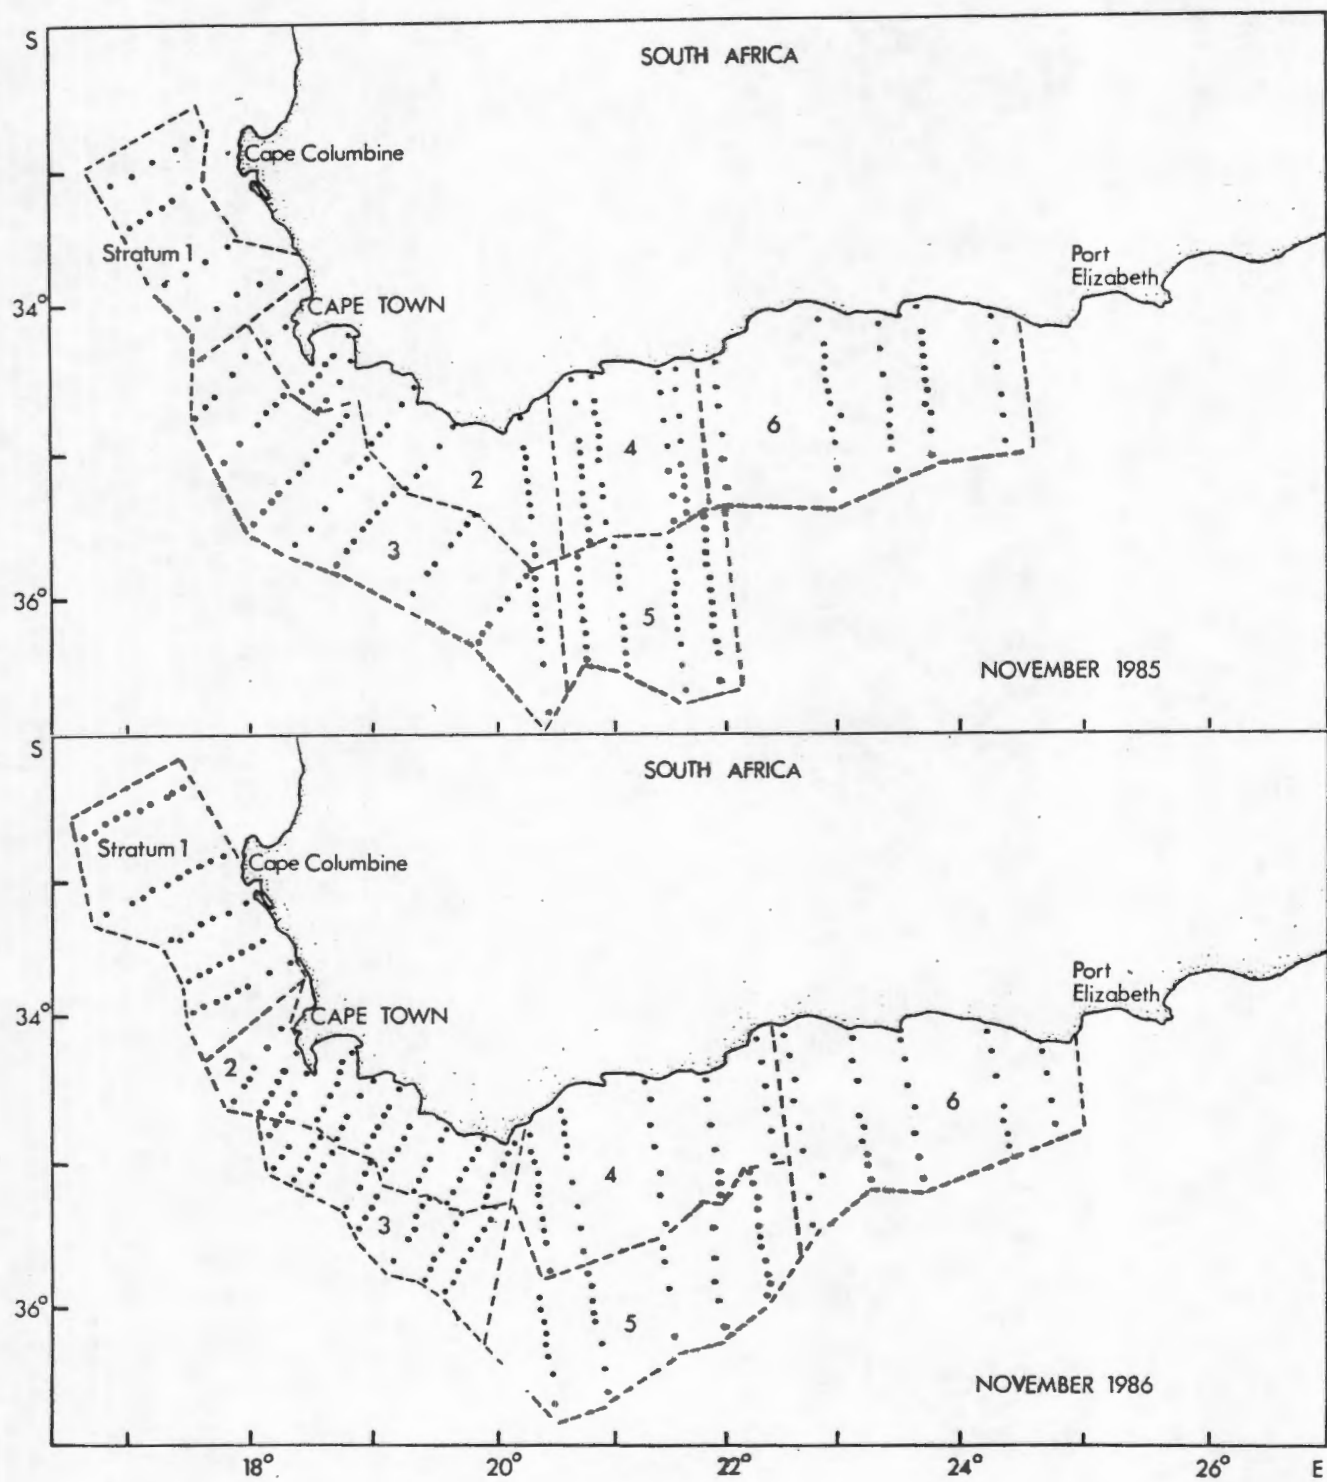 S
SOUTH AFRICA
Cape Columbine
Stratum 1
Port
Elizabeth
34°
CAPE TOWN
6
4
2
3
36°
5
NOVEMBER 1985
S
SOUTH AFRICA
Stratum 1
Cape Columbine
Port
Elizabeth
34°
CAPE TOWN
2
6
4
3
36°
5
NOVEMBER 1986
18° 20° 22° 24° 26° E